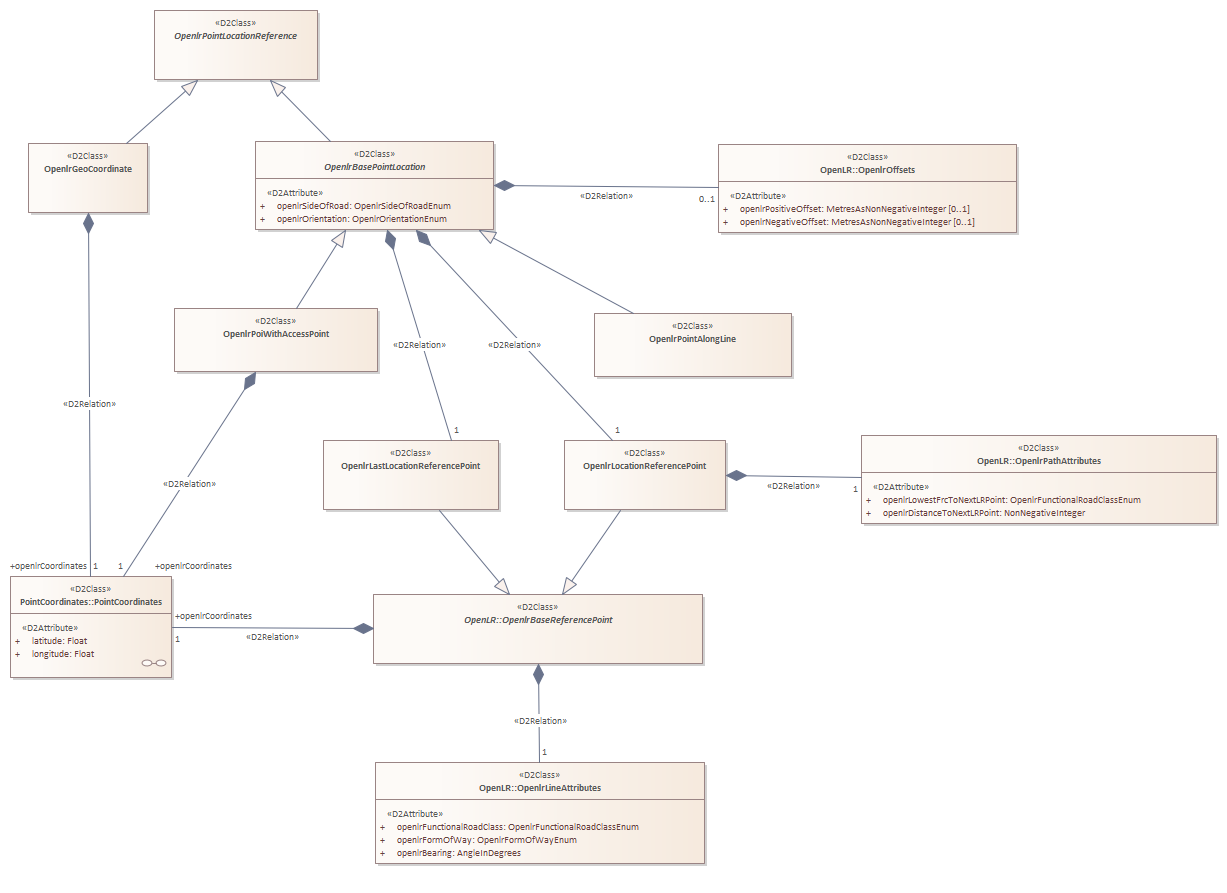 «D2Class»
OpenlrPointLocationReference
«D2Class»
OpenlrGeoCoordinate
«D2Class»
OpenlrBasePointLocation
«D2Attribute»
+ openlrSideOfRoad: OpenlrSideOfRoadEnum
+ openlrOrientation: OpenlrOrientationEnum
«D2Relation»
0..1
«D2Class»
OpenLR::OpenlrOffsets
«D2Attribute»
+ openlrPositiveOffset: MetresAsNonNegativeInteger [0..1]
+ openlrNegativeOffset: MetresAsNonNegativeInteger [0..1]
«D2Class»
OpenlrPoiWithAccessPoint
«D2Class»
OpenlrPointAlongLine
«D2Relation»
«D2Relation»
«D2Relation»
1
1
«D2Class»
OpenlrLastLocationReferencePoint
«D2Class»
OpenlrLocationReferencePoint
«D2Relation»
1
«D2Class»
OpenLR::OpenlrPathAttributes
«D2Attribute»
+ openlrLowestFrcToNextLRPoint: OpenlrFunctionalRoadClassEnum
+ openlrDistanceToNextLRPoint: NonNegativeInteger
«D2Relation»
+openlrCoordinates
1
1
+openlrCoordinates
«D2Class»
PointCoordinates::PointCoordinates
«D2Attribute»
+ latitude: Float
+ longitude: Float
+openlrCoordinates
1
«D2Relation»
«D2Class»
OpenLR::OpenlrBaseReferencePoint
«D2Relation»
1
«D2Class»
OpenLR::OpenlrLineAttributes
«D2Attribute»
+ openlrFunctionalRoadClass: OpenlrFunctionalRoadClassEnum
+ openlrFormOfWay: OpenlrFormOfWayEnum
+ openlrBearing: AngleInDegrees